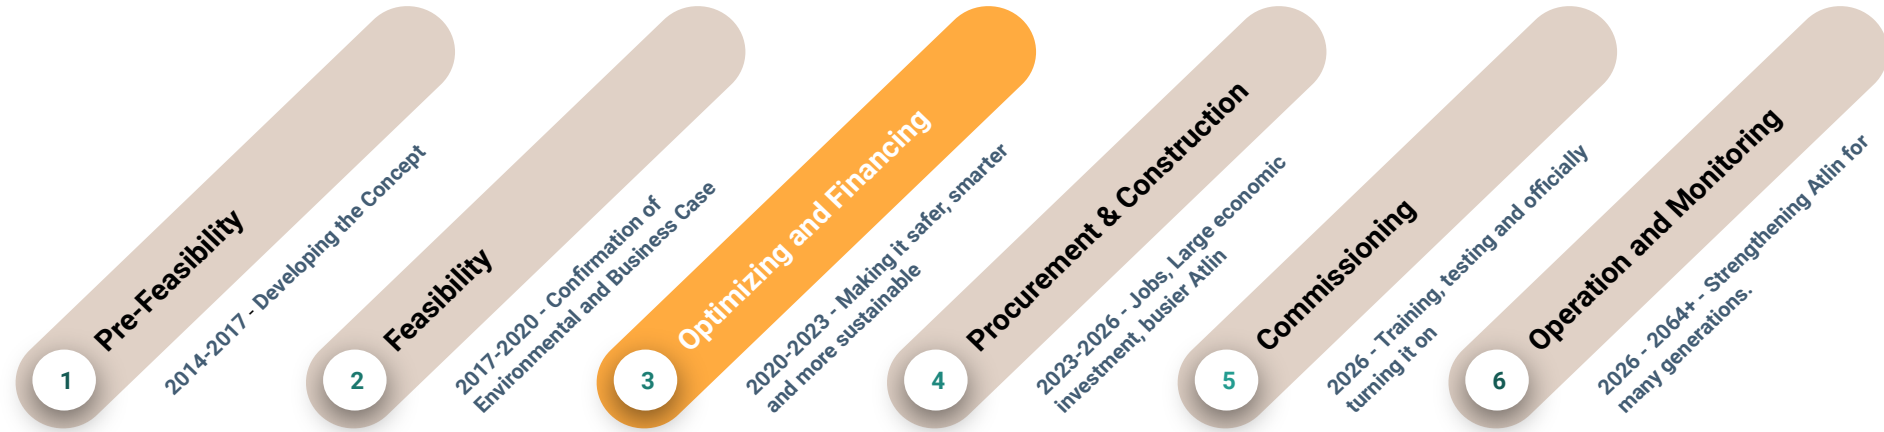 1
Pre-Feasibility
2014-2017 - Developing the Concept
2
Feasibility
2017-2020 - Confirmation of
Environmental and Business Case
3
Optimizing and Financing
2020-2023 - Making it safer, smarter
and more sustainable
4
Procurement & Construction
2023-2026 - Jobs, Large economic
investment, busier Atlin
5
Commissioning
2026 - Training, testing and officially
turning it on
6
Operation and Monitoring
2026 - 2064+ - Strengthening Atlin for
many generations.